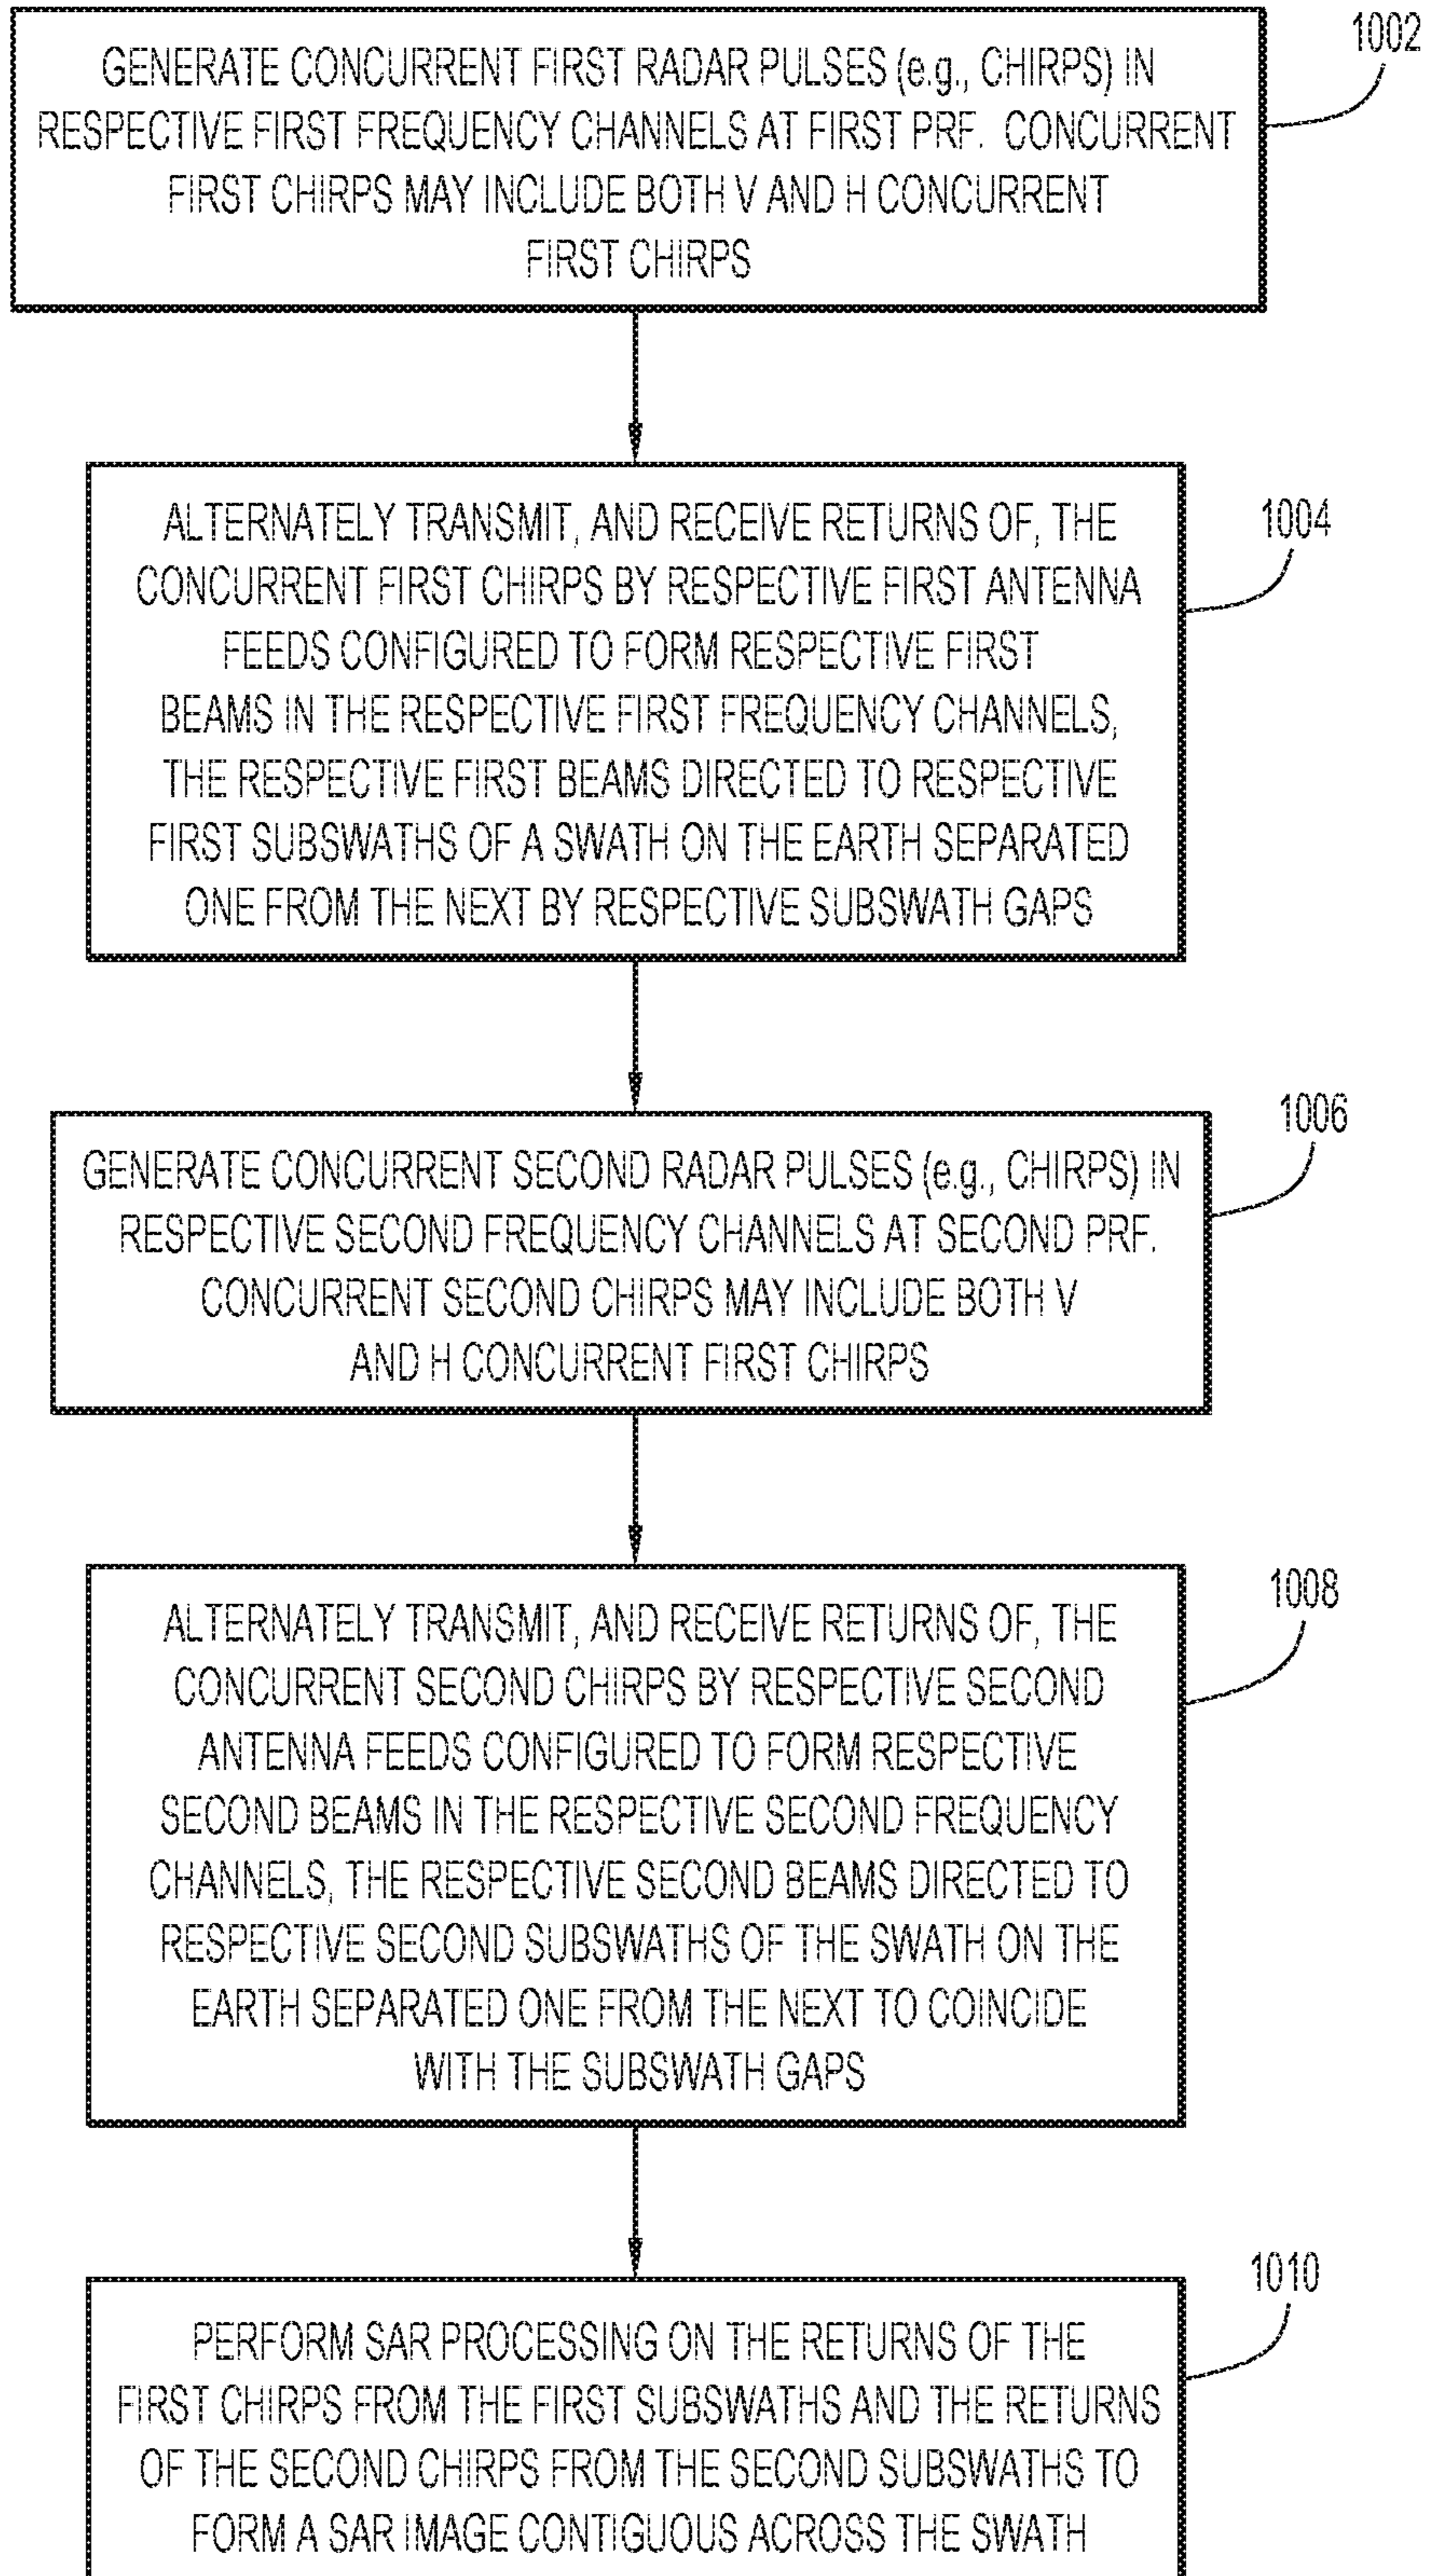 1002
GENERATE CONCURRENT FIRST RADAR PULSES (e.g., CHIRPS) IN
RESPECTIVE FIRST FREQUENCY CHANNELS AT FIRST PRF. CONCURRENT
FIRST CHIRPS MAY INCLUDE BOTH V AND H CONCURRENT
FIRST CHIRPS
1004
ALTERNATELY TRANSMIT, AND RECEIVE RETURNS OF, THE
CONCURRENT FIRST CHIRPS BY RESPECTIVE FIRST ANTENNA
FEEDS CONFIGURED TO FORM RESPECTIVE FIRST
BEAMS IN THE RESPECTIVE FIRST FREQUENCY CHANNELS,
THE RESPECTIVE FIRST BEAMS DIRECTED TO RESPECTIVE
FIRST SUBSWATHS OF A SWATH ON THE EARTH SEPARATED
ONE FROM THE NEXT BY RESPECTIVE SUBSWATH GAPS
1006
GENERATE CONCURRENT SECOND RADAR PULSES (e.g., CHIRPS) IN
RESPECTIVE SECOND FREQUENCY CHANNELS AT SECOND PRF.
CONCURRENT SECOND CHIRPS MAY INCLUDE BOTH V
AND H CONCURRENT FIRST CHIRPS
1008
ALTERNATELY TRANSMIT, AND RECEIVE RETURNS OF, THE
CONCURRENT SECOND CHIRPS BY RESPECTIVE SECOND
ANTENNA FEEDS CONFIGURED TO FORM RESPECTIVE
SECOND BEAMS IN THE RESPECTIVE SECOND FREQUENCY
CHANNELS, THE RESPECTIVE SECOND BEAMS DIRECTED TO
RESPECTIVE SECOND SUBSWATHS OF THE SWATH ON THE
EARTH SEPARATED ONE FROM THE NEXT TO COINCIDE
WITH THE SUBSWATH GAPS
1010
PERFORM SAR PROCESSING ON THE RETURNS OF THE
FIRST CHIRPS FROM THE FIRST SUBSWATHS AND THE RETURNS
OF THE SECOND CHIRPS FROM THE SECOND SUBSWATHS TO
FORM A SAR IMAGE CONTIGUOUS ACROSS THE SWATH